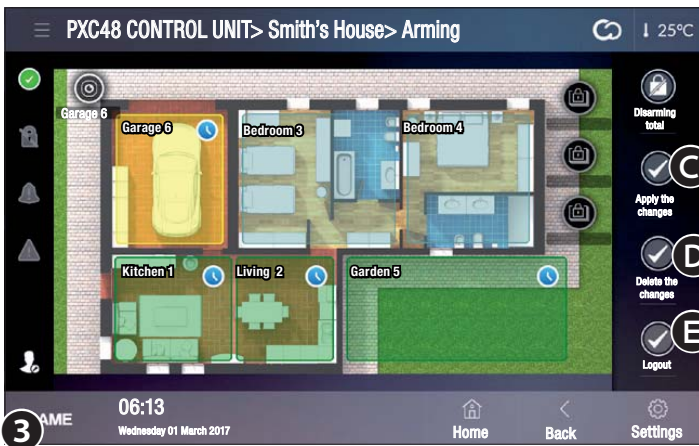 PXC48 CONTROL UNIT> Smith's House> Arming
25°C
Garage 6
Garage 6
Bedroom 3
Bedroom 4
Kitchen 1
Living 2
Garden 5
Disarming
total
C
Apply the
changes
D
Delete the
changes
E
Logout
3
AME
06:13
Wednesday 01 March 2017
Home
Back
Settings